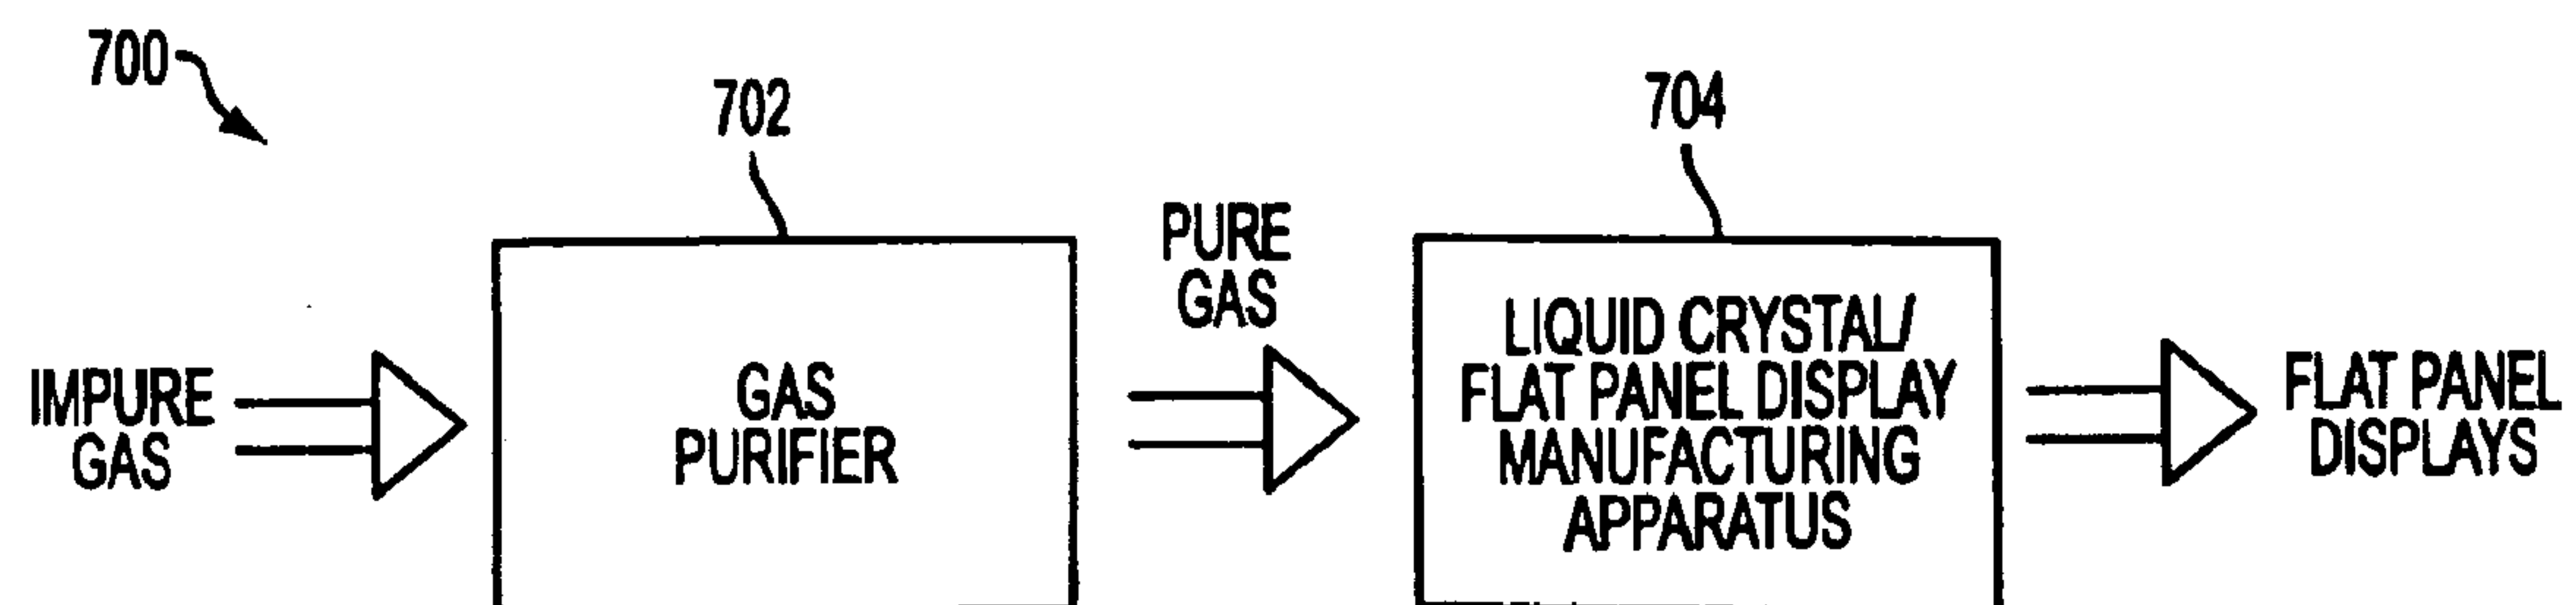 700
702
704
IMPURE
GAS
GAS
PURIFIER
PURE
GAS
LIQUID CRYSTAL/
FLAT PANEL DISPLAY
MANUFACTURING
APPARATUS
FLAT PANEL
DISPLAYS